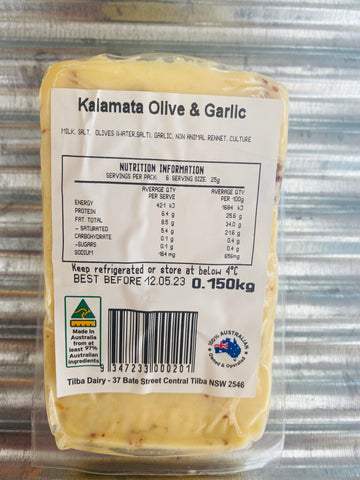 Kalamata Olive & Garlic
MILK, SALT, OLIVES (WATER,SALT), GARLIC, NON ANIMAL RENNET, CULTURE
NUTRITION INFORMATION
SERVINGS PER PACK: 6 SERVING SIZE: 25g
AVERAGE QTY PER SERVE AVERAGE QTY PER 100g
ENERGY 421 kJ 1684 kJ
PROTEIN 6.4 g 25.6 g
FAT, TOTAL 8.5 g 34.0 g
- SATURATED 5.4 g 21.6 g
CARBOHYDRATE 0.1 g 0.4 g
-SUGARS 0.1 g 0.4 g
SODIUM 164 mg 656mg
Keep refrigerated or store at below 4°C
BEST BEFORE 12.05.23 0.150kg
Made in
Australia
from at
least 97%
Australian
ingredients
9 347233 000201
100% AUSTRALIAN
Owned & Operated
Tilba Dairy - 37 Bate Street Central Tilba NSW 2546